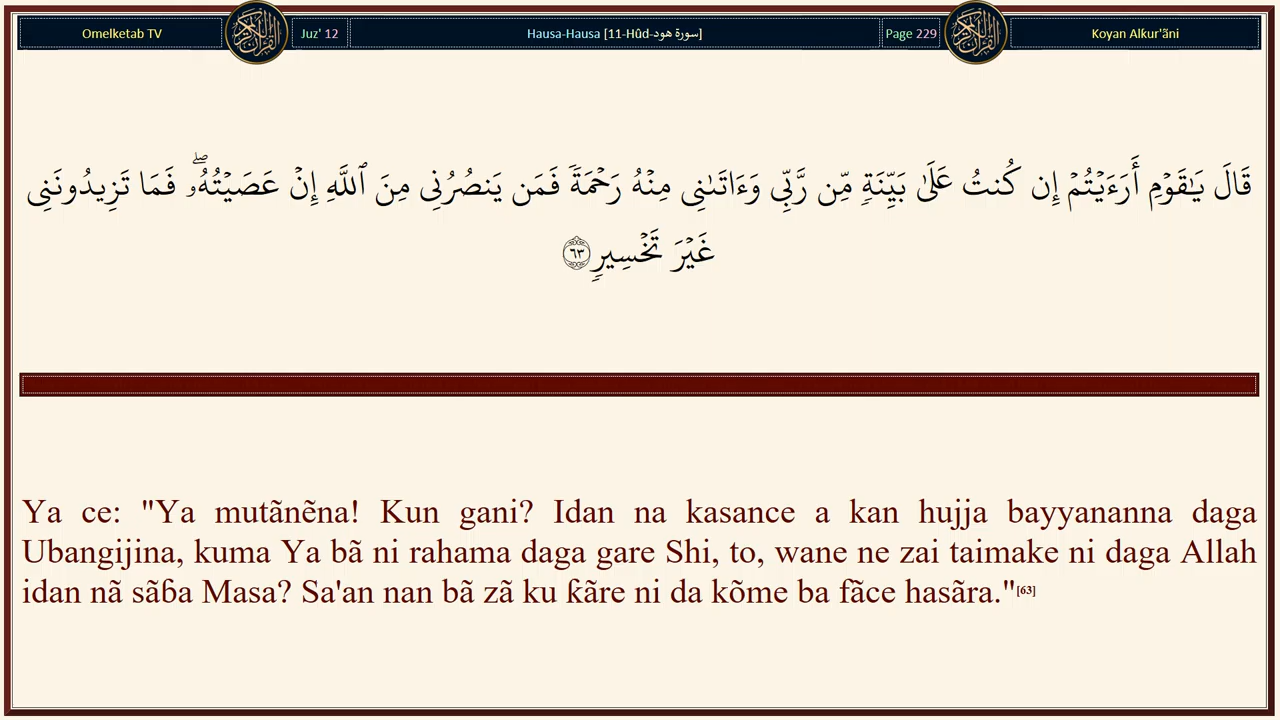 Omelketab TV
Juz' 12
Hausa-Hausa [11-Hûd-سورة هود]
Page 229
Koyan Alƙur'ãni
قَالَ يَـٰقَوْمِ أَرَءَيْتُمْ إِن كُنتُ عَلَىٰ بَيِّنَةٍ مِّن رَّبِّى وَءَاتَىٰنِى مِنْهُ رَحْمَةً فَمَن يَنصُرُنِى مِنَ ٱللَّهِ إِنْ عَصَيْتُهُۥ ۖ فَمَا تَزِيدُونَنِى
غَيْرَ تَخْسِيرٍ ٦٣
Ya ce: "Ya mutãnẽna! Kun gani? Idan na kasance a kan hujja bayyananna daga
Ubangijina, kuma Ya bã ni rahama daga gare Shi, to, wane ne zai taimake ni daga Allah
idan nã sãɓa Masa? Sa'an nan bã zã ku ƙãre ni da kõme ba fãce hasãra."[63]